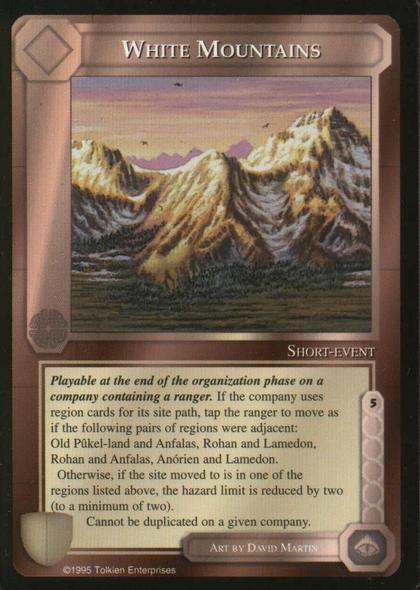 WHITE MOUNTAINS
SHORT-EVENT
Playable at the end of the organization phase on a
company containing a ranger. If the company uses
region cards for its site path, tap the ranger to move as
if the following pairs of regions were adjacent:
Old Pûkel-land and Anfalas, Rohan and Lamedon,
Rohan and Anfalas, Anórien and Lamedon.
Otherwise, if the site moved to is in one of the
regions listed above, the hazard limit is reduced by two
(to a minimum of two).
Cannot be duplicated on a given company.
5
ART BY DAVID MARTIN
©1995 Tolkien Enterprises